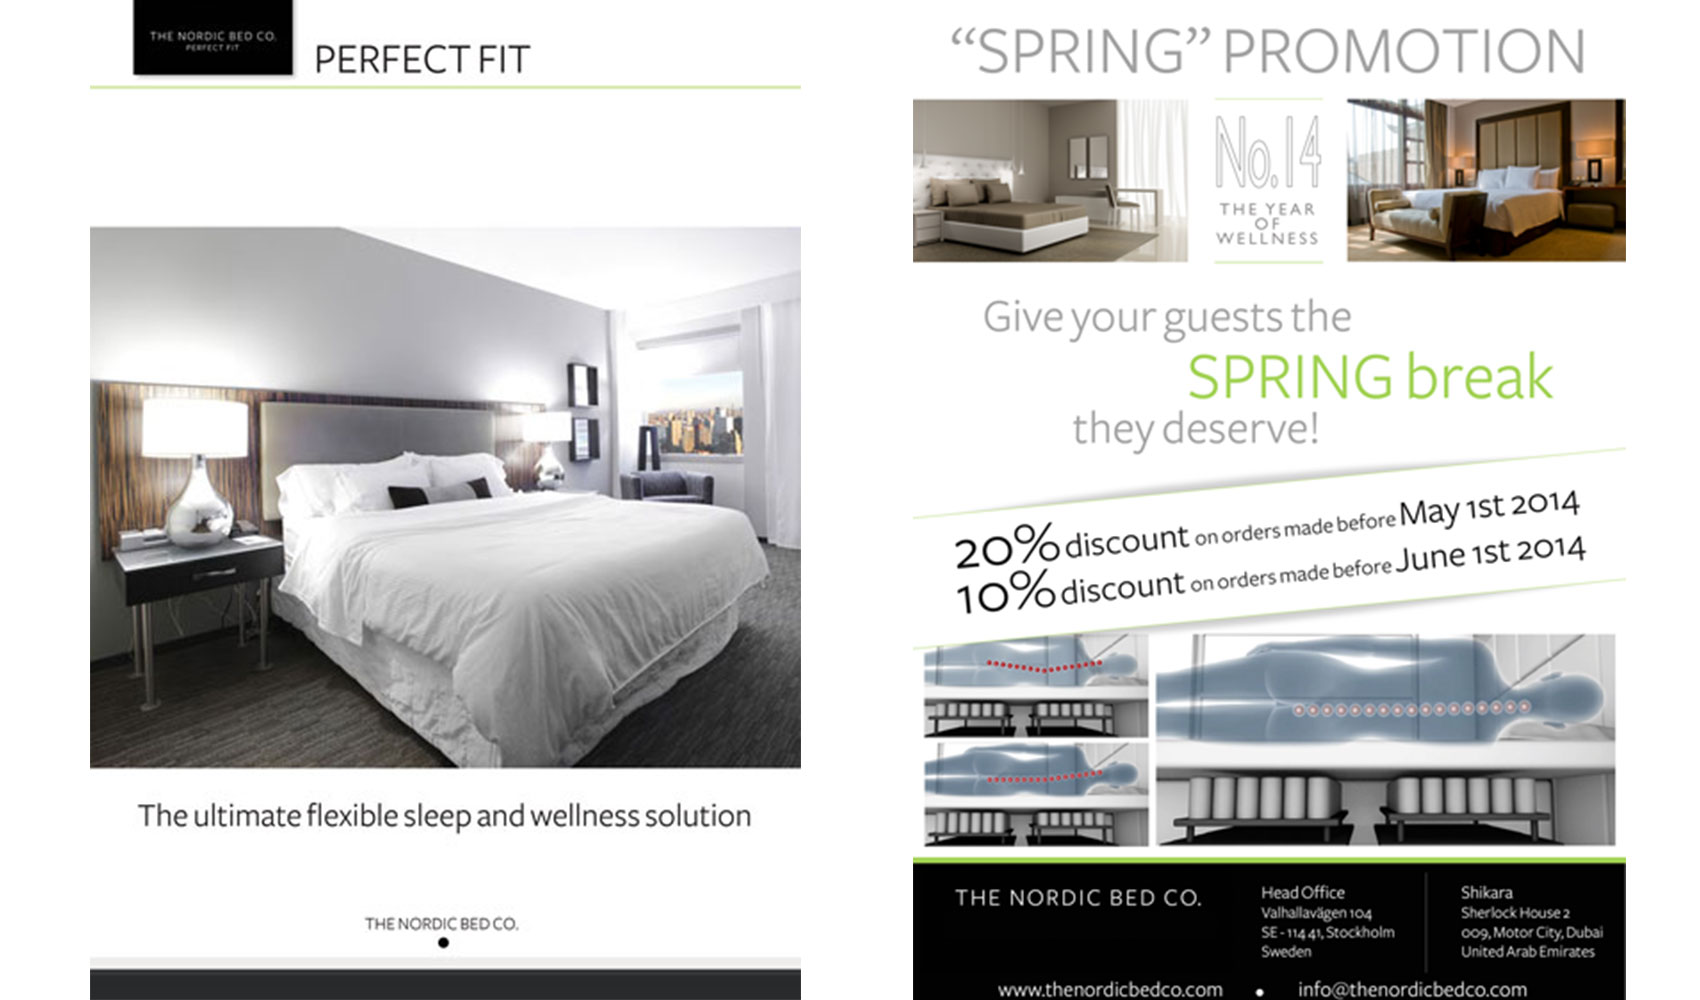 THE NORDIC BED CO.
PERFECT FIT
PERFECT FIT
The ultimate flexible sleep and wellness solution
THE NORDIC BED CO.
“SPRING” PROMOTION
No.14
THE YEAR
OF
WELLNESS
Give your guests the
SPRING break
they deserve!
20% discount on orders made before May 1st 2014
10% discount on orders made before June 1st 2014
THE NORDIC BED CO.
Head Office
Valhallavägen 104
SE - 114 41, Stockholm
Sweden
Shikara
Sherlock House 2
009, Motor City, Dubai
United Arab Emirates
www.thenordicbedco.com • info@thenordicbedco.com